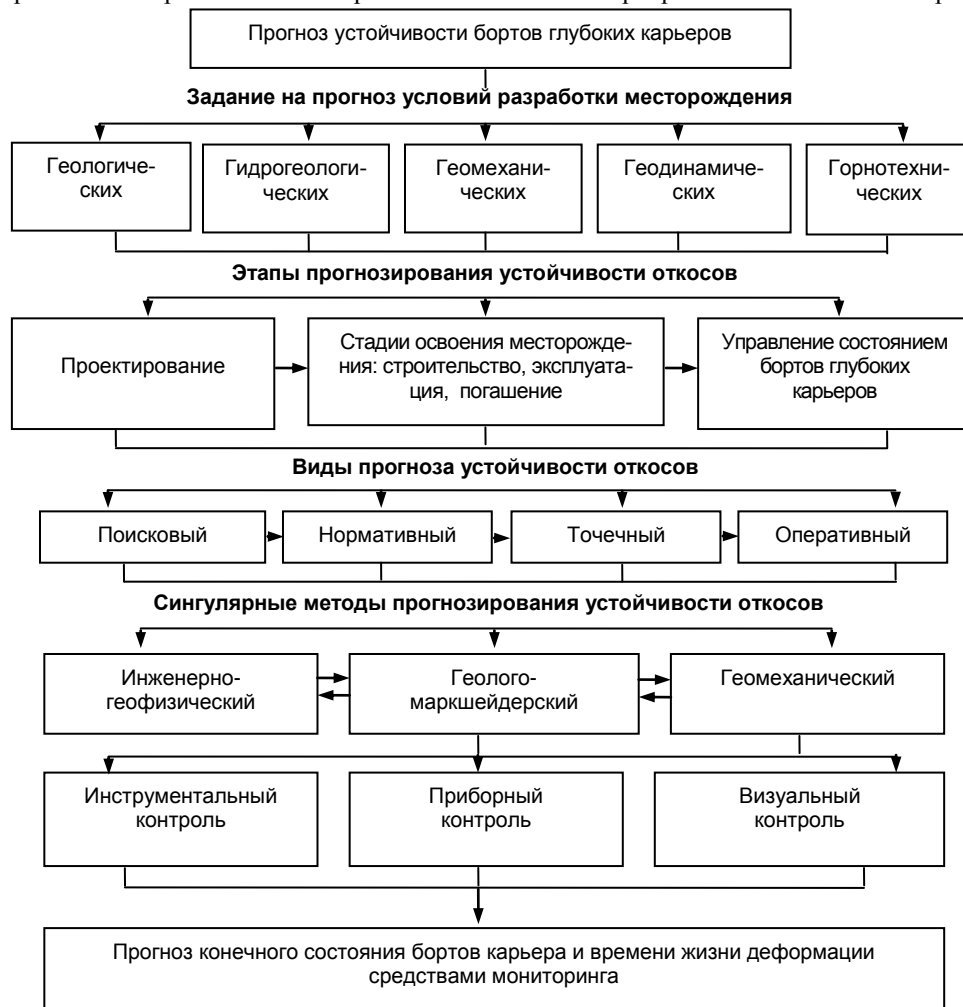 Прогноз устойчивости бортов глубоких карьеров
Задание на прогноз условий разработки месторождения
Геологиче-
ских
Гидрогеологи-
ческих
Геомехани-
ческих
Геодинамиче-
ских
Горнотехни-
ческих
Этапы прогнозирования устойчивости откосов
Проектирование
Стадии освоения месторожде-
ния: строительство, эксплуата-
ция, погашение
Управление состоянием
бортов глубоких
карьеров
Виды прогноза устойчивости откосов
Поисковый
Нормативный
Точечный
Оперативный
Сингулярные методы прогнозирования устойчивости откосов
Инженерно-
геофизический
Геолого-
маркшейдерский
Геомеханический
Инструментальный
контроль
Приборный
контроль
Визуальный
контроль
Прогноз конечного состояния бортов карьера и времени жизни деформации
средствами мониторинга